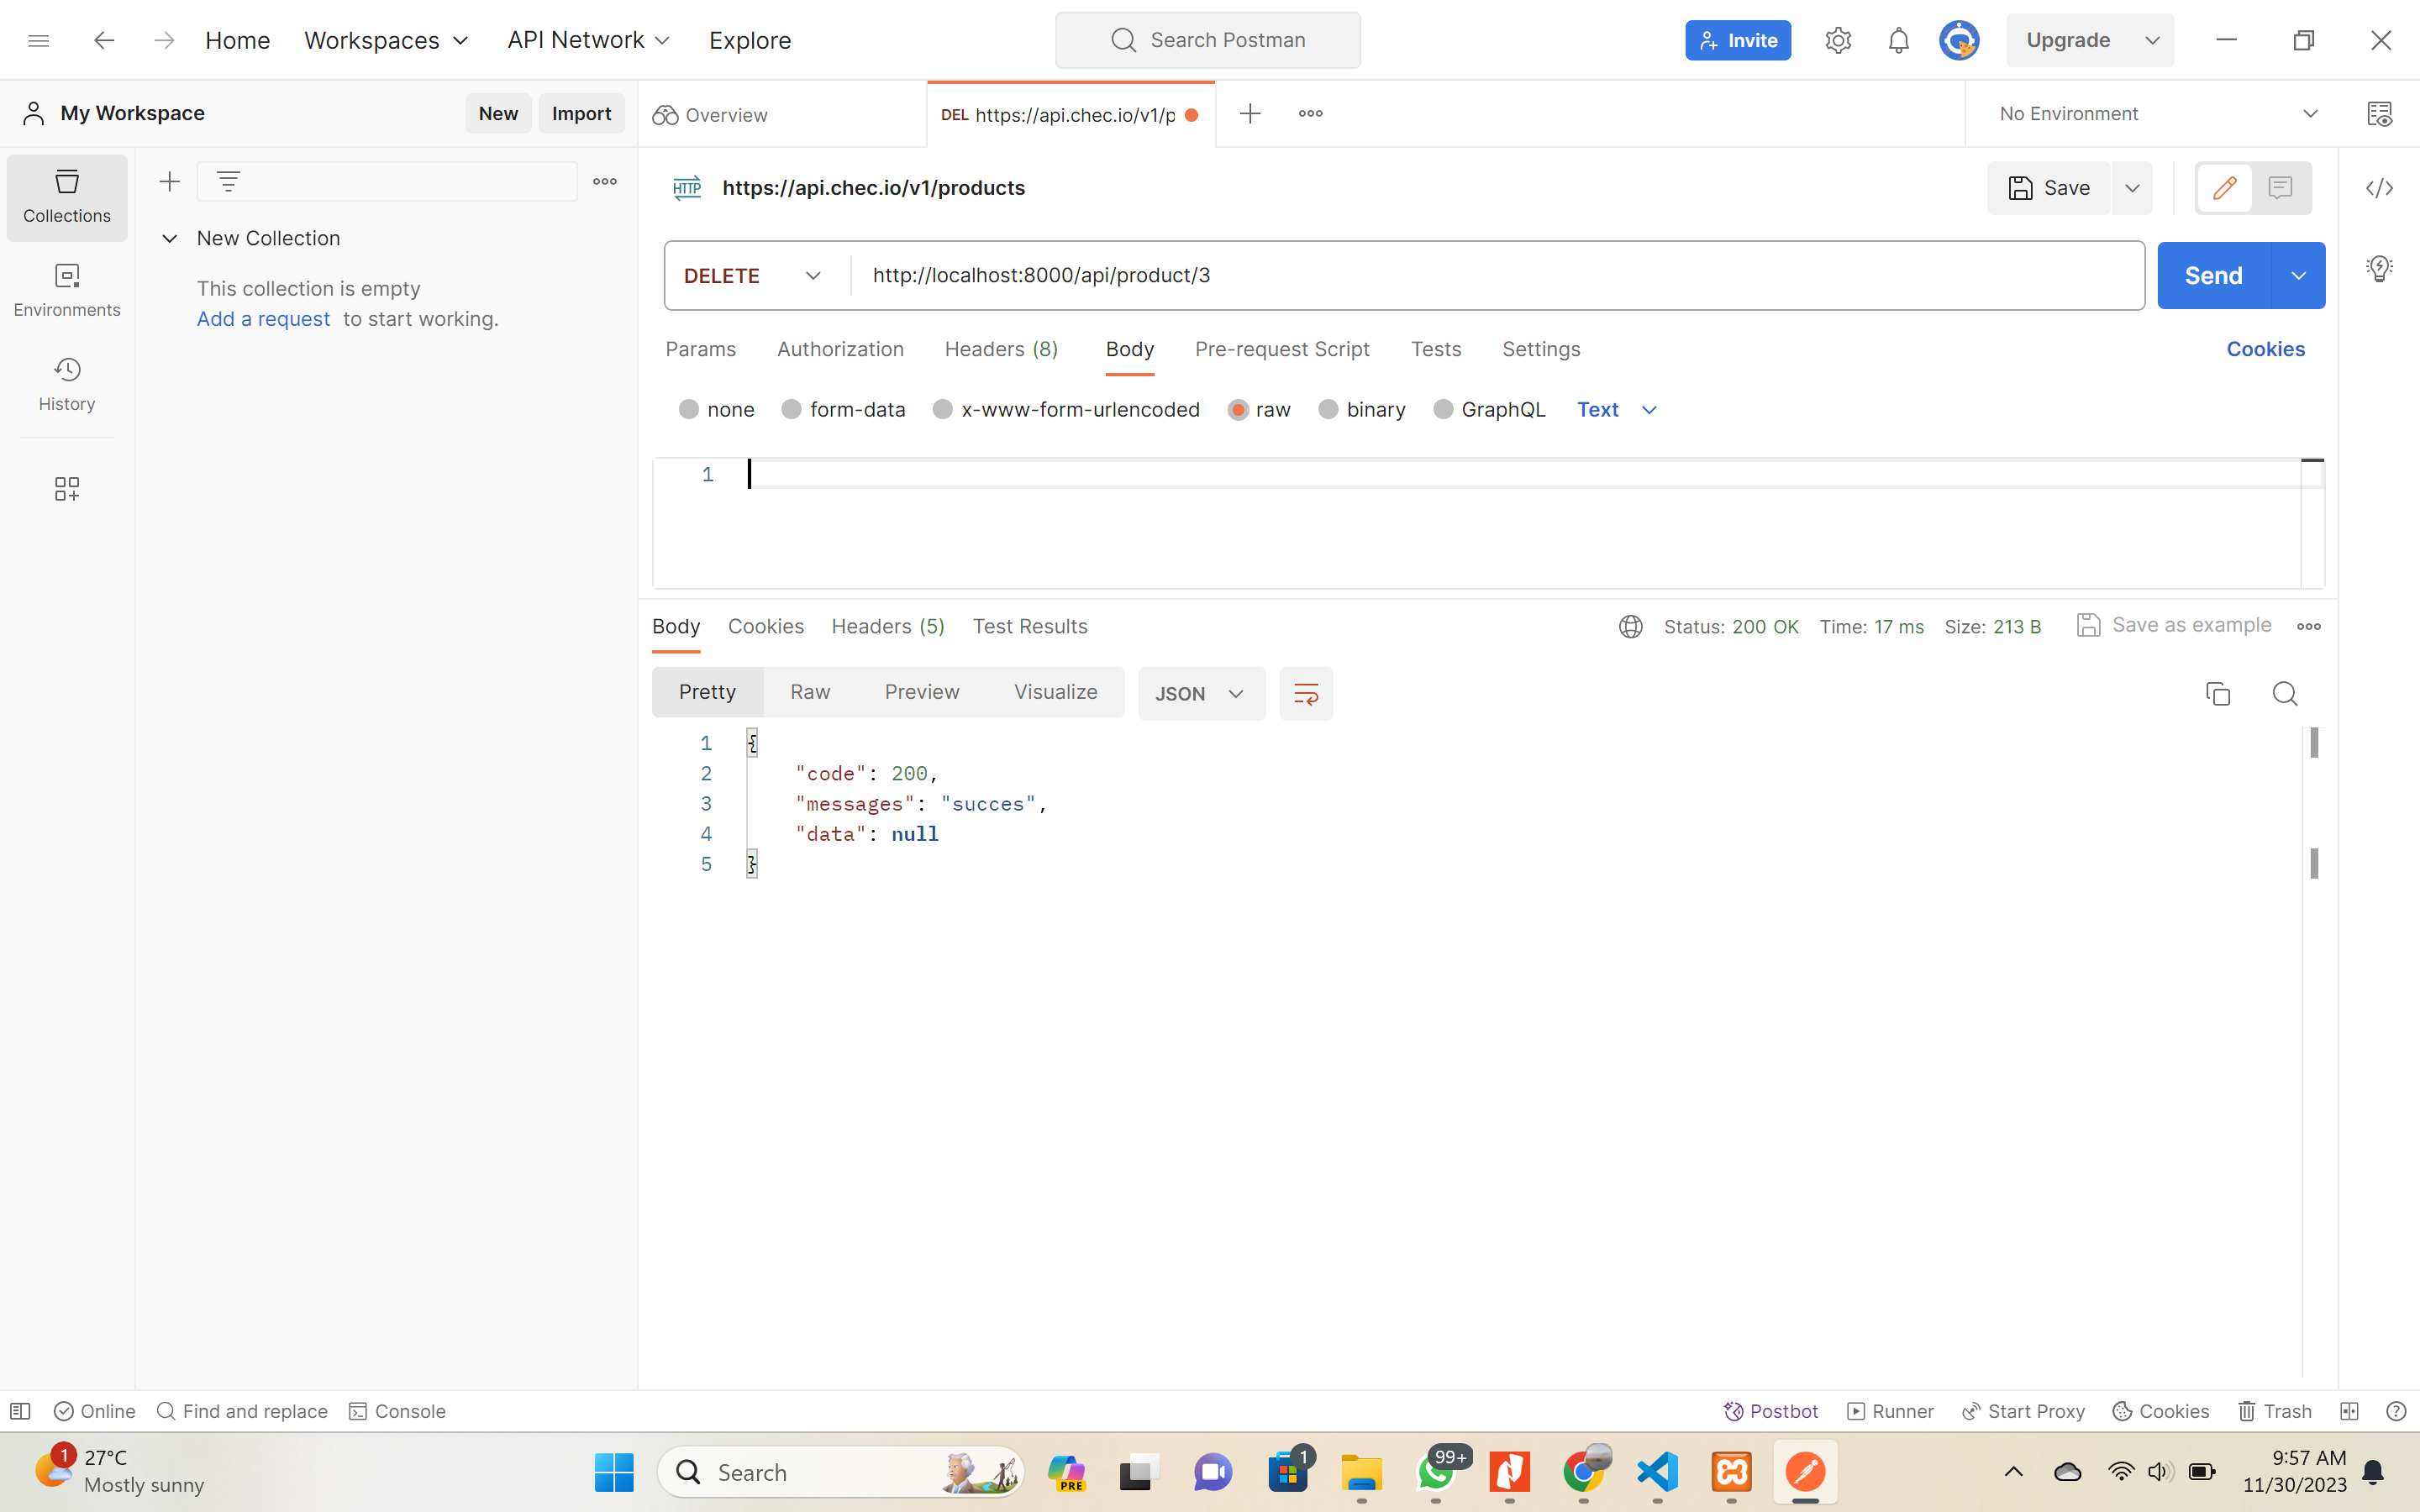 Home Workspaces API Network Explore Search Postman Invite Upgrade
My Workspace New Import Overview DEL https://api.chec.io/v1/p No Environment
Collections
Environments
History
New Collection
This collection is empty
Add a request to start working.
HTTP https://api.chec.io/v1/products Save
DELETE http://localhost:8000/api/product/3 Send
Params Authorization Headers (8) Body Pre-request Script Tests Settings Cookies
none form-data x-www-form-urlencoded raw binary GraphQL Text
1
Body Cookies Headers (5) Test Results Status: 200 OK Time: 17 ms Size: 213 B Save as example
Pretty Raw Preview Visualize JSON
1 {
2 "code": 200,
3 "messages": "succes",
4 "data": null
5 }
Online Find and replace Console Postbot Runner Start Proxy Cookies Trash
1 27°C
Mostly sunny
Search PRE 1 99+
9:57 AM
11/30/2023